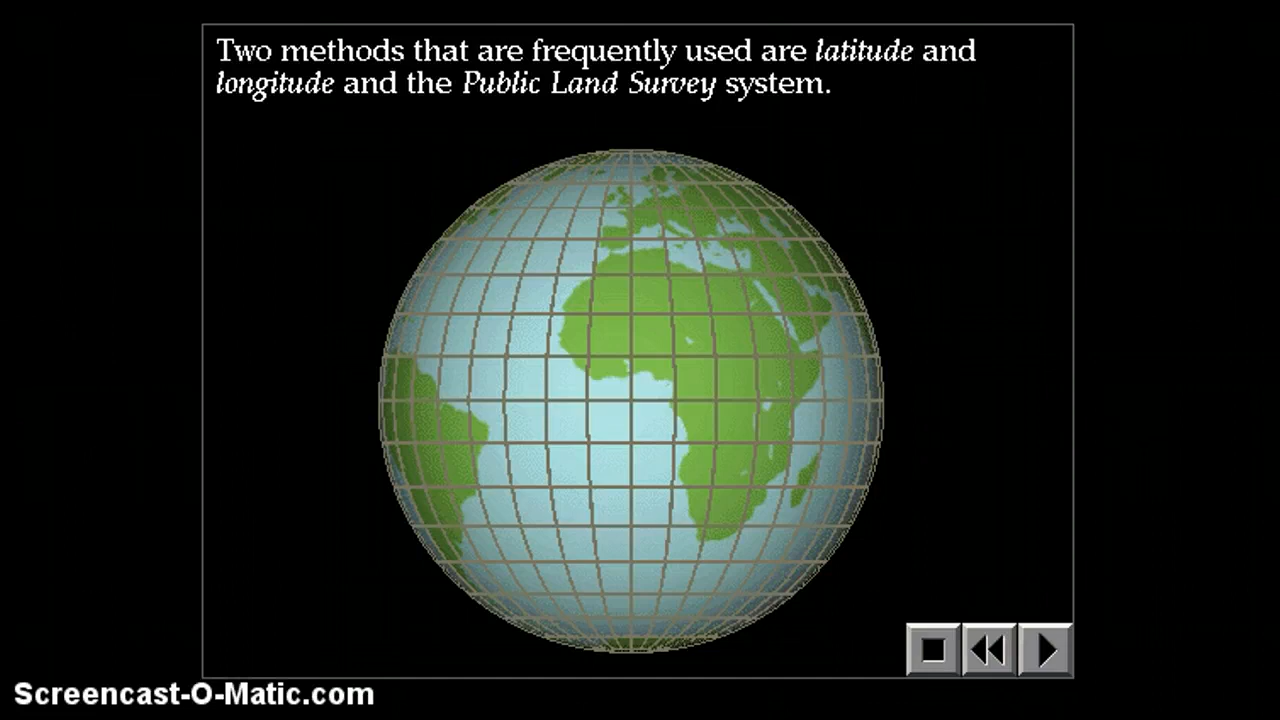 Two methods that are frequently used are latitude and
longitude and the Public Land Survey system.
Screencast-O-Matic.com